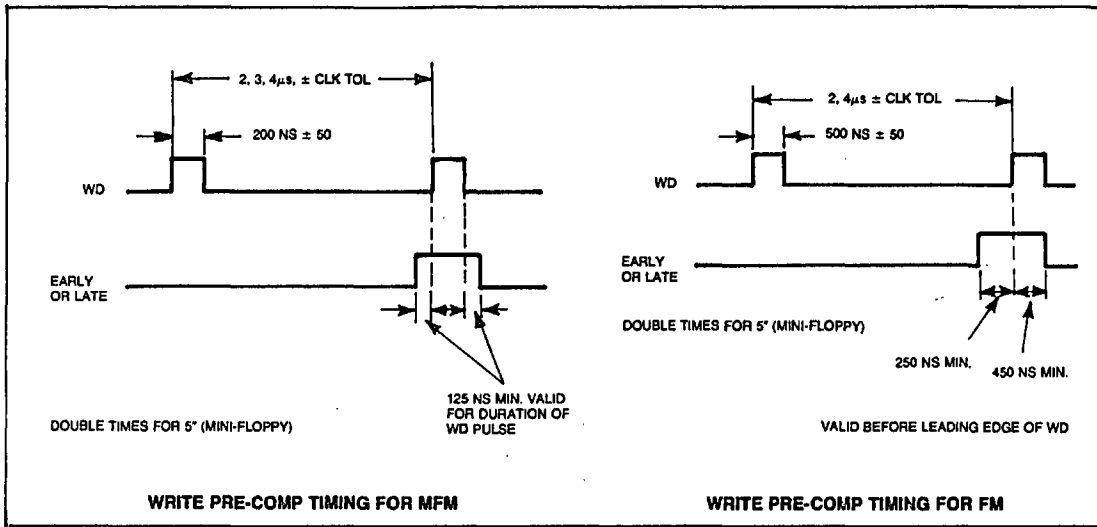 2, 3, 4μs, ± CLK TOL
200 NS ± 50
WD
EARLY
OR LATE
125 NS MIN. VALID
FOR DURATION OF
WD PULSE
DOUBLE TIMES FOR 5" (MINI-FLOPPY)
WRITE PRE-COMP TIMING FOR MFM
2, 4μs ± CLK TOL
500 NS ± 50
WD
EARLY
OR LATE
DOUBLE TIMES FOR 5" (MINI-FLOPPY)
250 NS MIN.
450 NS MIN.
VALID BEFORE LEADING EDGE OF WD
WRITE PRE-COMP TIMING FOR FM